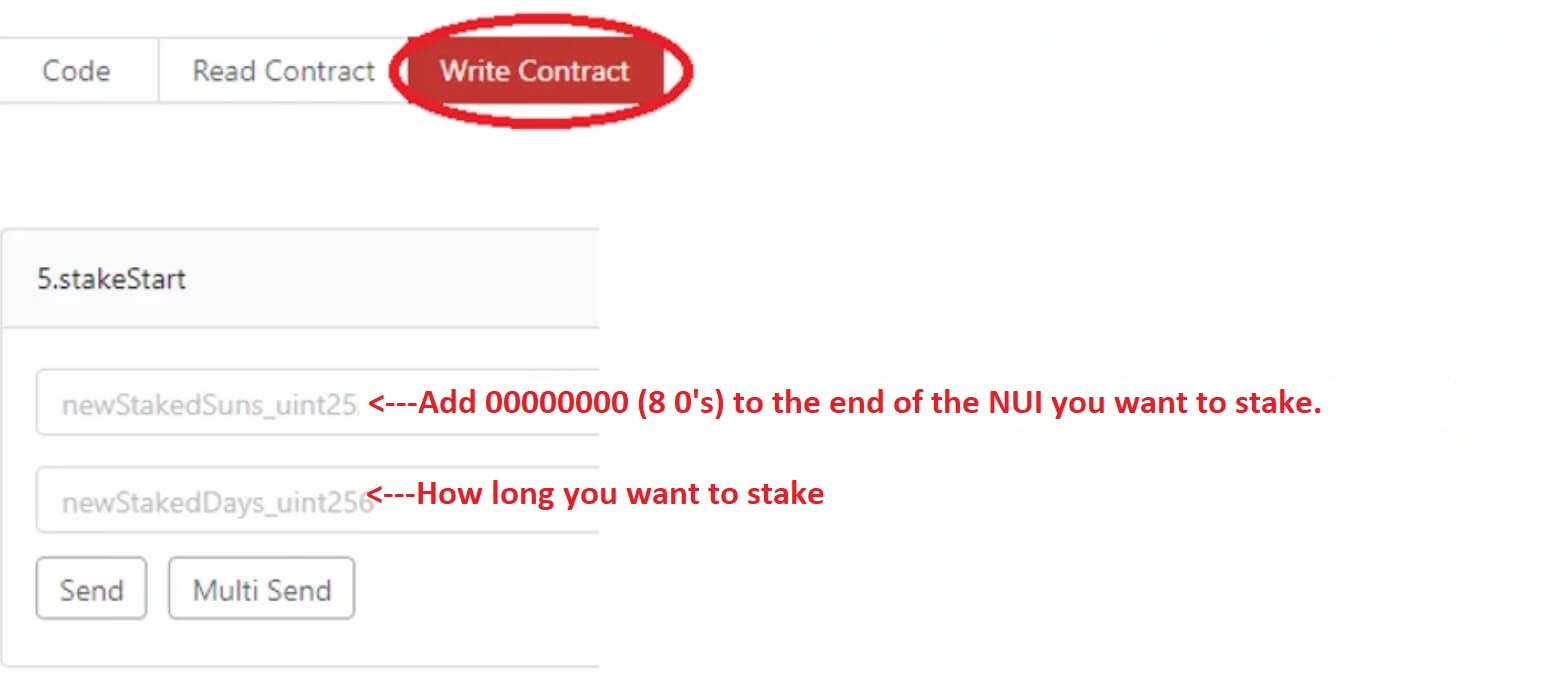 Code Read Contract Write Contract
5.stakeStart
newStakedSuns_uint25 <---Add 00000000 (8 0's) to the end of the NUI you want to stake.
newStakedDays_uint256 <---How long you want to stake
Send Multi Send